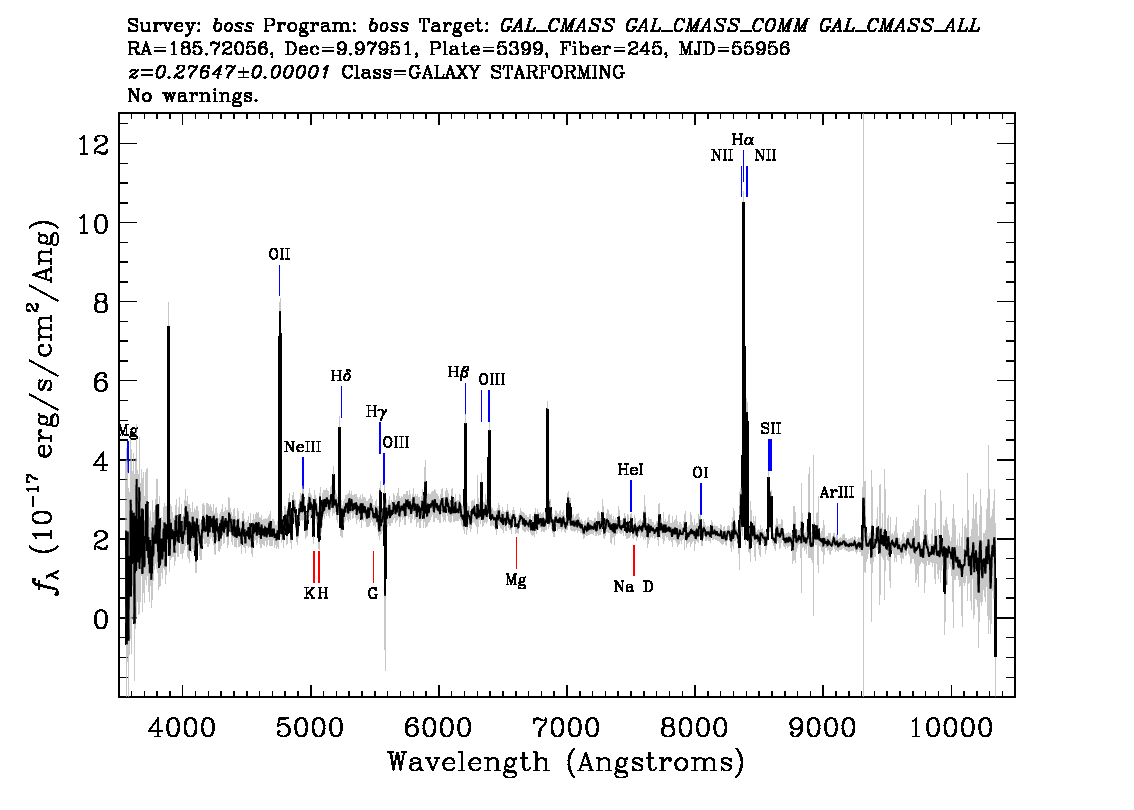 Survey: boss Program: boss Target: GAL_CMASS GAL_CMASS_COMM GAL_CMASS_ALL
RA=185.72056, Dec=9.97951, Plate=5399, Fiber=245, MJD=55956
z=0.27647±0.00001 Class=GALAXY STARFORMING
No warnings.
Hα
NII NII
OII
Hδ
Hβ OIII
Hγ
Mg
NeIII
OIII
SII
HeI
OI
ArIII
K H
G
Mg
Na D
12
10
8
6
4
2
0
fλ (10⁻¹⁷ erg/s/cm²/Ang)
4000 5000 6000 7000 8000 9000 10000
Wavelength (Angstroms)